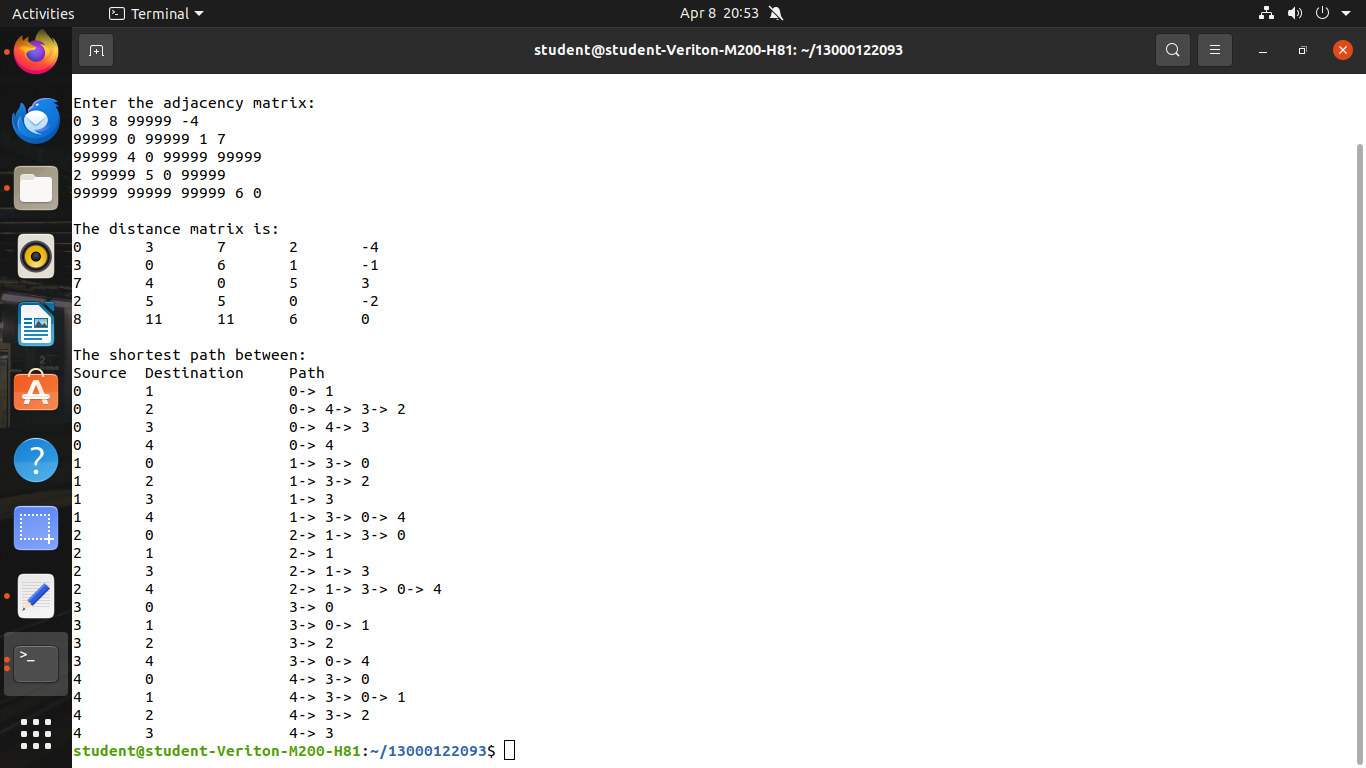 Activities Terminal Apr 8 20:53
student@student-Veriton-M200-H81: ~/13000122093
Enter the adjacency matrix:
0 3 8 99999 -4
99999 0 99999 1 7
99999 4 0 99999 99999
2 99999 5 0 99999
99999 99999 99999 6 0
The distance matrix is:
0 3 7 2 -4
3 0 6 1 -1
7 4 0 5 3
2 5 5 0 -2
8 11 11 6 0
The shortest path between:
Source Destination Path
0 1 0-> 1
0 2 0-> 4-> 3-> 2
0 3 0-> 4-> 3
0 4 0-> 4
1 0 1-> 3-> 0
1 2 1-> 3-> 2
1 3 1-> 3
1 4 1-> 3-> 0-> 4
2 0 2-> 1-> 3-> 0
2 1 2-> 1
2 3 2-> 1-> 3
2 4 2-> 1-> 3-> 0-> 4
3 0 3-> 0
3 1 3-> 0-> 1
3 2 3-> 2
3 4 3-> 0-> 4
4 0 4-> 3-> 0
4 1 4-> 3-> 0-> 1
4 2 4-> 3-> 2
4 3 4-> 3
student@student-Veriton-M200-H81:~/13000122093$